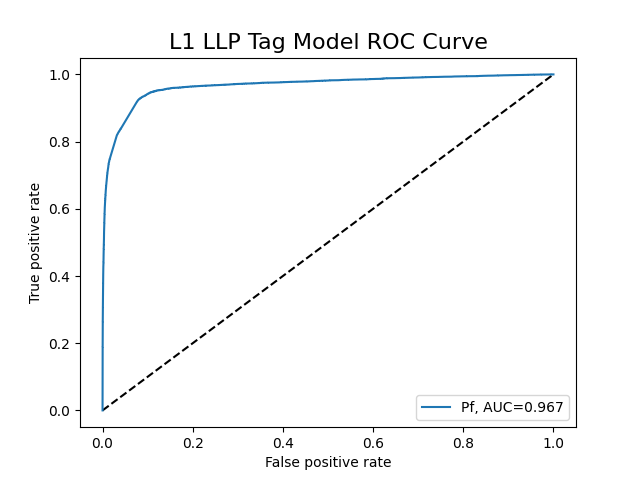 L1 LLP Tag Model ROC Curve
True positive rate
1.0
0.8
0.6
0.4
0.2
0.0
Pf, AUC=0.967
0.0 0.2 0.4 0.6 0.8 1.0
False positive rate